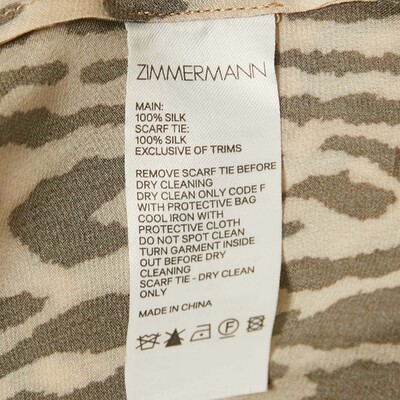 ZIMMERMANN
MAIN:
100% SILK
SCARF TIE:
100% SILK
EXCLUSIVE OF TRIMS
REMOVE SCARF TIE BEFORE
DRY CLEANING
DRY CLEAN ONLY CODE F
WITH PROTECTIVE BAG
COOL IRON WITH
PROTECTIVE CLOTH
DO NOT SPOT CLEAN
TURN GARMENT INSIDE
OUT BEFORE DRY
CLEANING
SCARF TIE - DRY CLEAN
ONLY
MADE IN CHINA
F